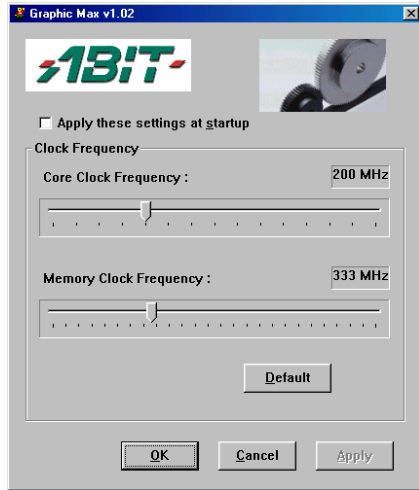 Graphic Max v1.02
ABIT
Apply these settings at startup
Clock Frequency
Core Clock Frequency :
200 MHz
Memory Clock Frequency :
333 MHz
Default
OK
Cancel
Apply